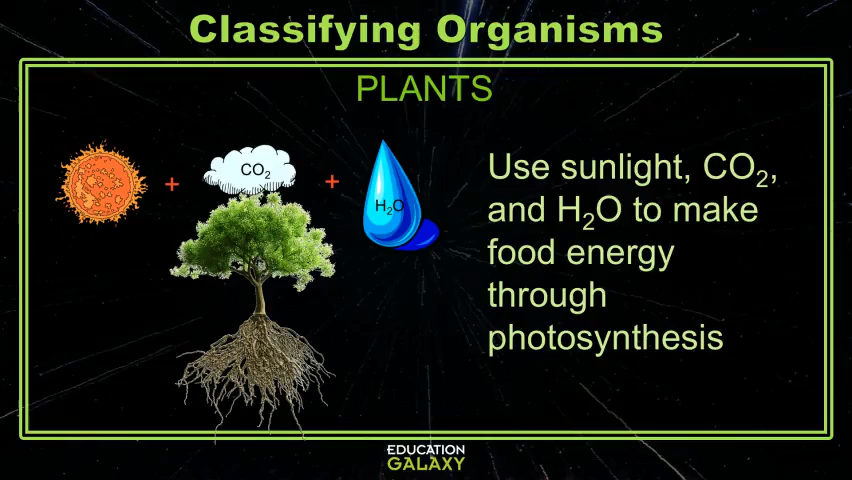 Classifying Organisms
PLANTS
+
CO₂
+
H₂O
Use sunlight, CO₂,
and H₂O to make
food energy
through
photosynthesis
EDUCATION
GALAXY